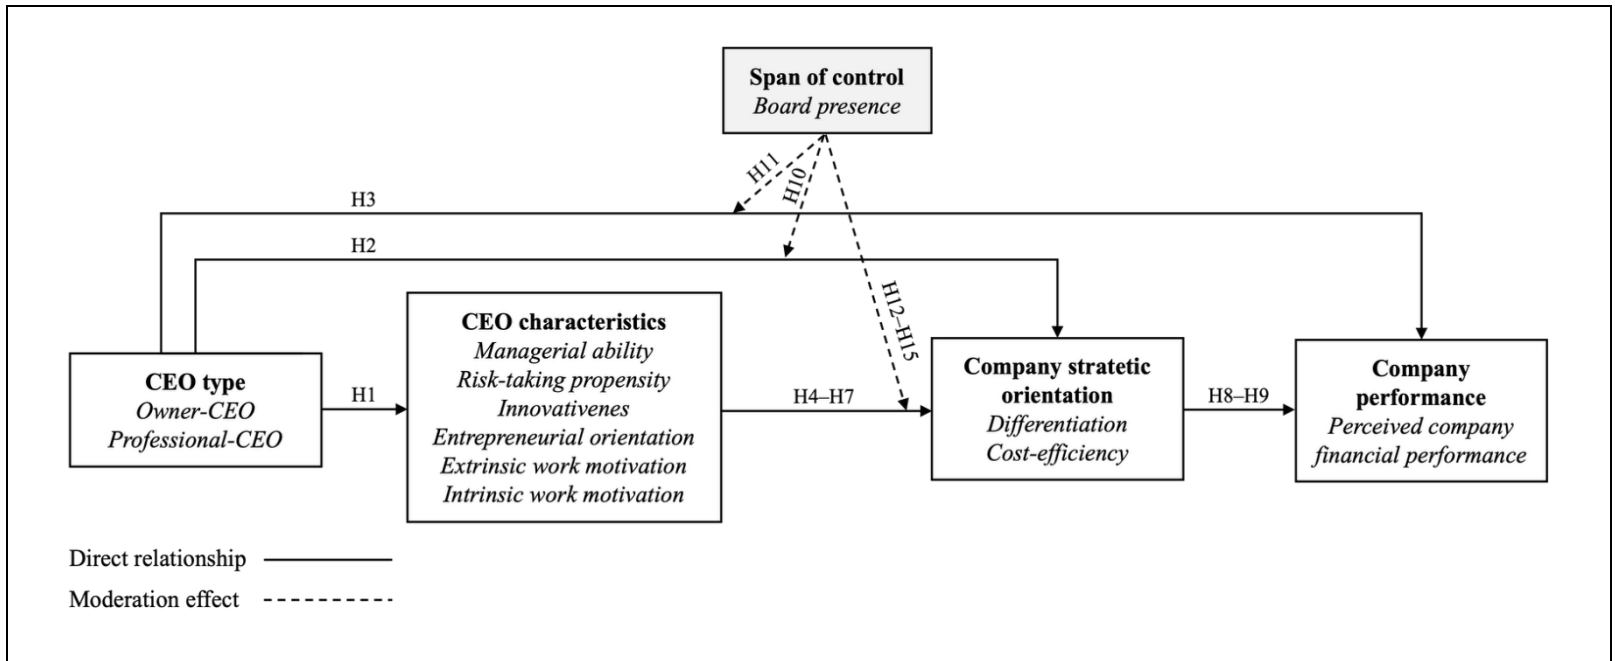 Span of control
Board presence
H11
H10
H3
H2
H12–H15
CEO type
Owner-CEO
Professional-CEO
H1
CEO characteristics
Managerial ability
Risk-taking propensity
Innovativenes
Entrepreneurial orientation
Extrinsic work motivation
Intrinsic work motivation
H4–H7
Company stratetic
orientation
Differentiation
Cost-efficiency
H8–H9
Company
performance
Perceived company
financial performance
Direct relationship
Moderation effect